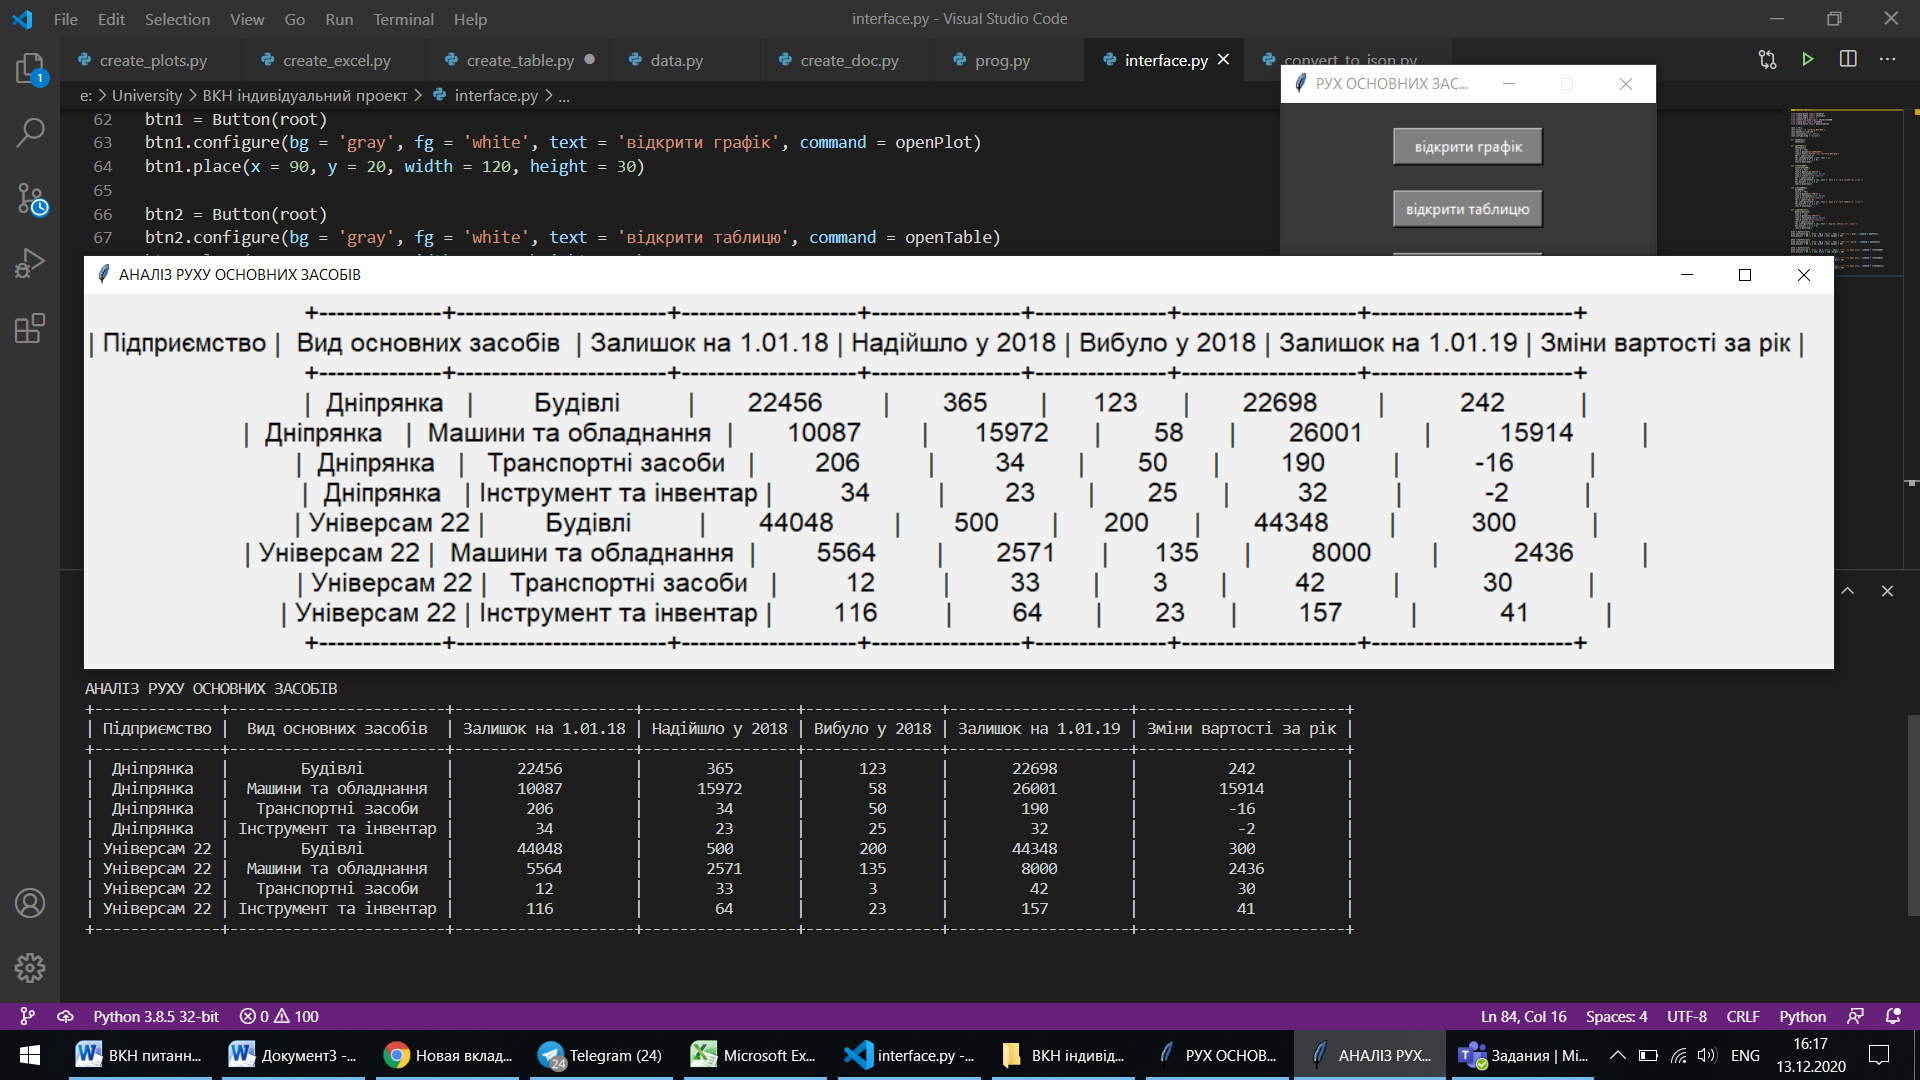 File Edit Selection View Go Run Terminal Help
interface.py - Visual Studio Code
create_plots.py create_excel.py create_table.py data.py create_doc.py prog.py interface.py convert_to_json.py
1
e: > University > ВКН індивідуальний проект > interface.py > ...
62 btn1 = Button(root)
63 btn1.configure(bg = 'gray', fg = 'white', text = 'відкрити графік', command = openPlot)
64 btn1.place(x = 90, y = 20, width = 120, height = 30)
65
66 btn2 = Button(root)
67 btn2.configure(bg = 'gray', fg = 'white', text = 'відкрити таблицю', command = openTable)
РУХ ОСНОВНИХ ЗАС...
відкрити графік
відкрити таблицю
АНАЛІЗ РУХУ ОСНОВНИХ ЗАСОБІВ
+--------------+------------------------+--------------------+-----------------+---------------+--------------------+-----------------------+
| Підприємство | Вид основних засобів | Залишок на 1.01.18 | Надійшло у 2018 | Вибуло у 2018 | Залишок на 1.01.19 | Зміни вартості за рік |
+--------------+------------------------+--------------------+-----------------+---------------+--------------------+-----------------------+
| Дніпрянка | Будівлі | 22456 | 365 | 123 | 22698 | 242 |
| Дніпрянка | Машини та обладнання | 10087 | 15972 | 58 | 26001 | 15914 |
| Дніпрянка | Транспортні засоби | 206 | 34 | 50 | 190 | -16 |
| Дніпрянка | Інструмент та інвентар | 34 | 23 | 25 | 32 | -2 |
| Універсам 22 | Будівлі | 44048 | 500 | 200 | 44348 | 300 |
| Універсам 22 | Машини та обладнання | 5564 | 2571 | 135 | 8000 | 2436 |
| Універсам 22 | Транспортні засоби | 12 | 33 | 3 | 42 | 30 |
| Універсам 22 | Інструмент та інвентар | 116 | 64 | 23 | 157 | 41 |
+--------------+------------------------+--------------------+-----------------+---------------+--------------------+-----------------------+
АНАЛІЗ РУХУ ОСНОВНИХ ЗАСОБІВ
+--------------+------------------------+--------------------+-----------------+---------------+--------------------+-----------------------+
| Підприємство | Вид основних засобів | Залишок на 1.01.18 | Надійшло у 2018 | Вибуло у 2018 | Залишок на 1.01.19 | Зміни вартості за рік |
+--------------+------------------------+--------------------+-----------------+---------------+--------------------+-----------------------+
| Дніпрянка | Будівлі | 22456 | 365 | 123 | 22698 | 242 |
| Дніпрянка | Машини та обладнання | 10087 | 15972 | 58 | 26001 | 15914 |
| Дніпрянка | Транспортні засоби | 206 | 34 | 50 | 190 | -16 |
| Дніпрянка | Інструмент та інвентар | 34 | 23 | 25 | 32 | -2 |
| Універсам 22 | Будівлі | 44048 | 500 | 200 | 44348 | 300 |
| Універсам 22 | Машини та обладнання | 5564 | 2571 | 135 | 8000 | 2436 |
| Універсам 22 | Транспортні засоби | 12 | 33 | 3 | 42 | 30 |
| Універсам 22 | Інструмент та інвентар | 116 | 64 | 23 | 157 | 41 |
+--------------+------------------------+--------------------+-----------------+---------------+--------------------+-----------------------+
Python 3.8.5 32-bit 0 100 Ln 84, Col 16 Spaces: 4 UTF-8 CRLF Python
ВКН питанн... Документ3 -... Новая вклад... Telegram (24) 24 Microsoft Ex... interface.py -... ВКН індивід... РУХ ОСНОВ... АНАЛІЗ РУХ... Задания | Mi... ENG
16:17
13.12.2020